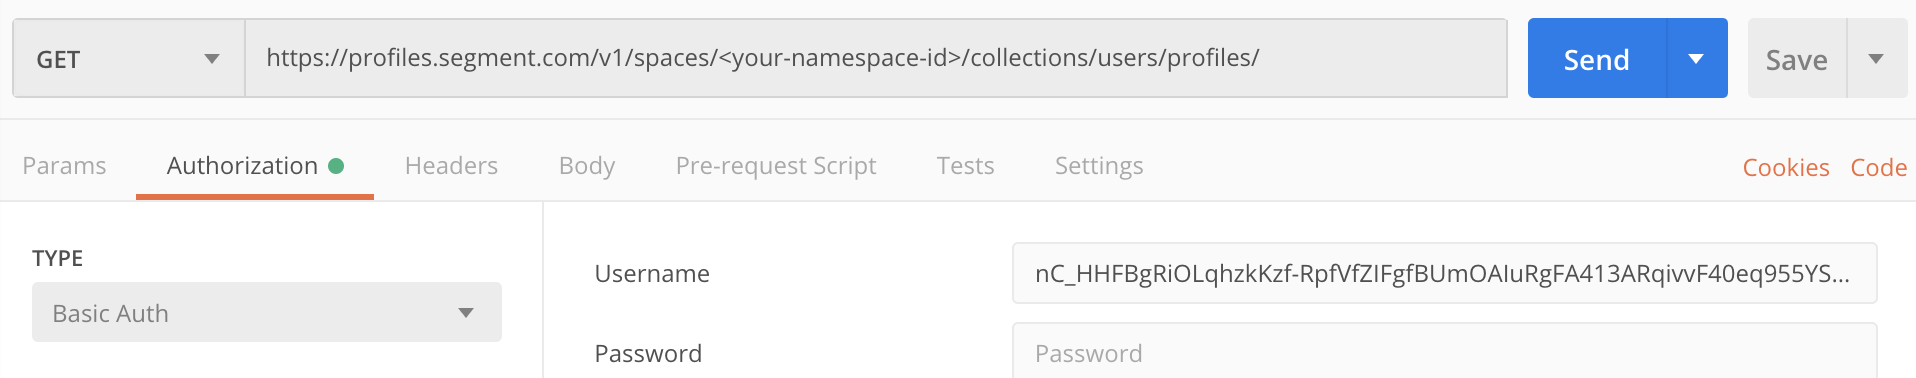 GET https://profiles.segment.com/v1/spaces/<your-namespace-id>/collections/users/profiles/ Send Save
Params Authorization Headers Body Pre-request Script Tests Settings Cookies Code
TYPE
Basic Auth
Username nC_HHFBgRiOLqhzkKzf-RpfVfZIFgfBUmOAIuRgFA413ARqivvF40eq955YS...
Password Password